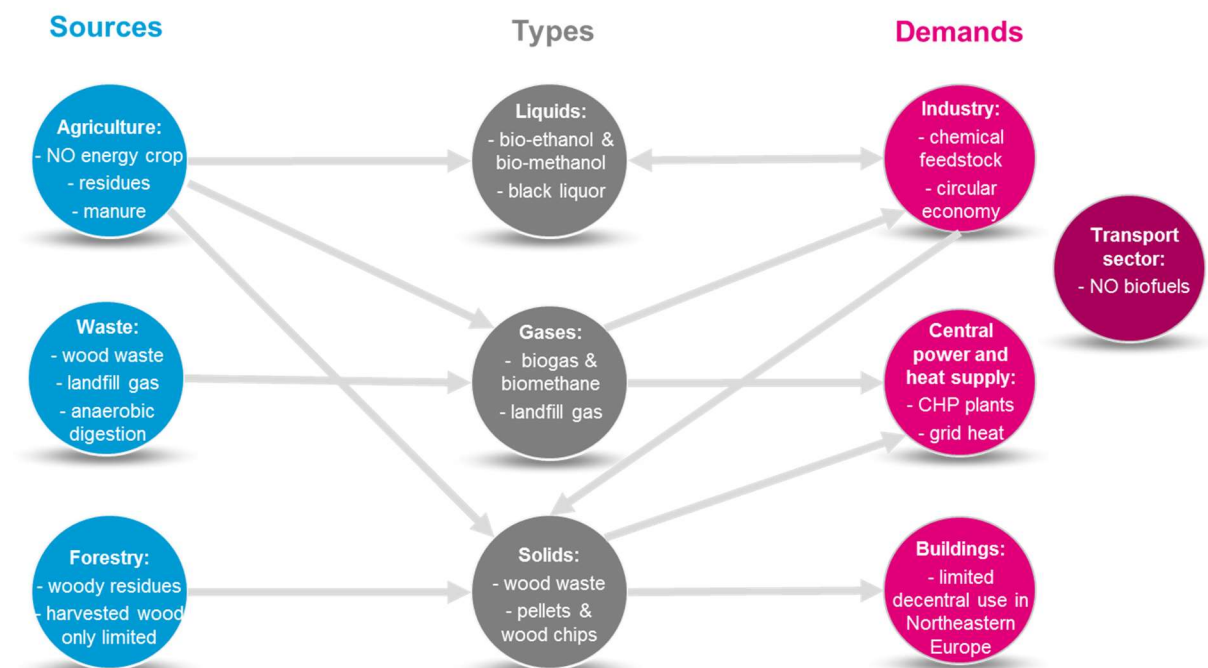 Sources
Types
Demands
Agriculture:
- NO energy crop
- residues
- manure
Liquids:
- bio-ethanol &
bio-methanol
- black liquor
Industry:
- chemical
feedstock
- circular
economy
Transport
sector:
- NO biofuels
Waste:
- wood waste
- landfill gas
- anaerobic
digestion
Gases:
- biogas &
biomethane
- landfill gas
Central
power and
heat supply:
- CHP plants
- grid heat
Forestry:
- woody residues
- harvested wood
only limited
Solids:
- wood waste
- pellets &
wood chips
Buildings:
- limited
decentral use in
Northeastern
Europe